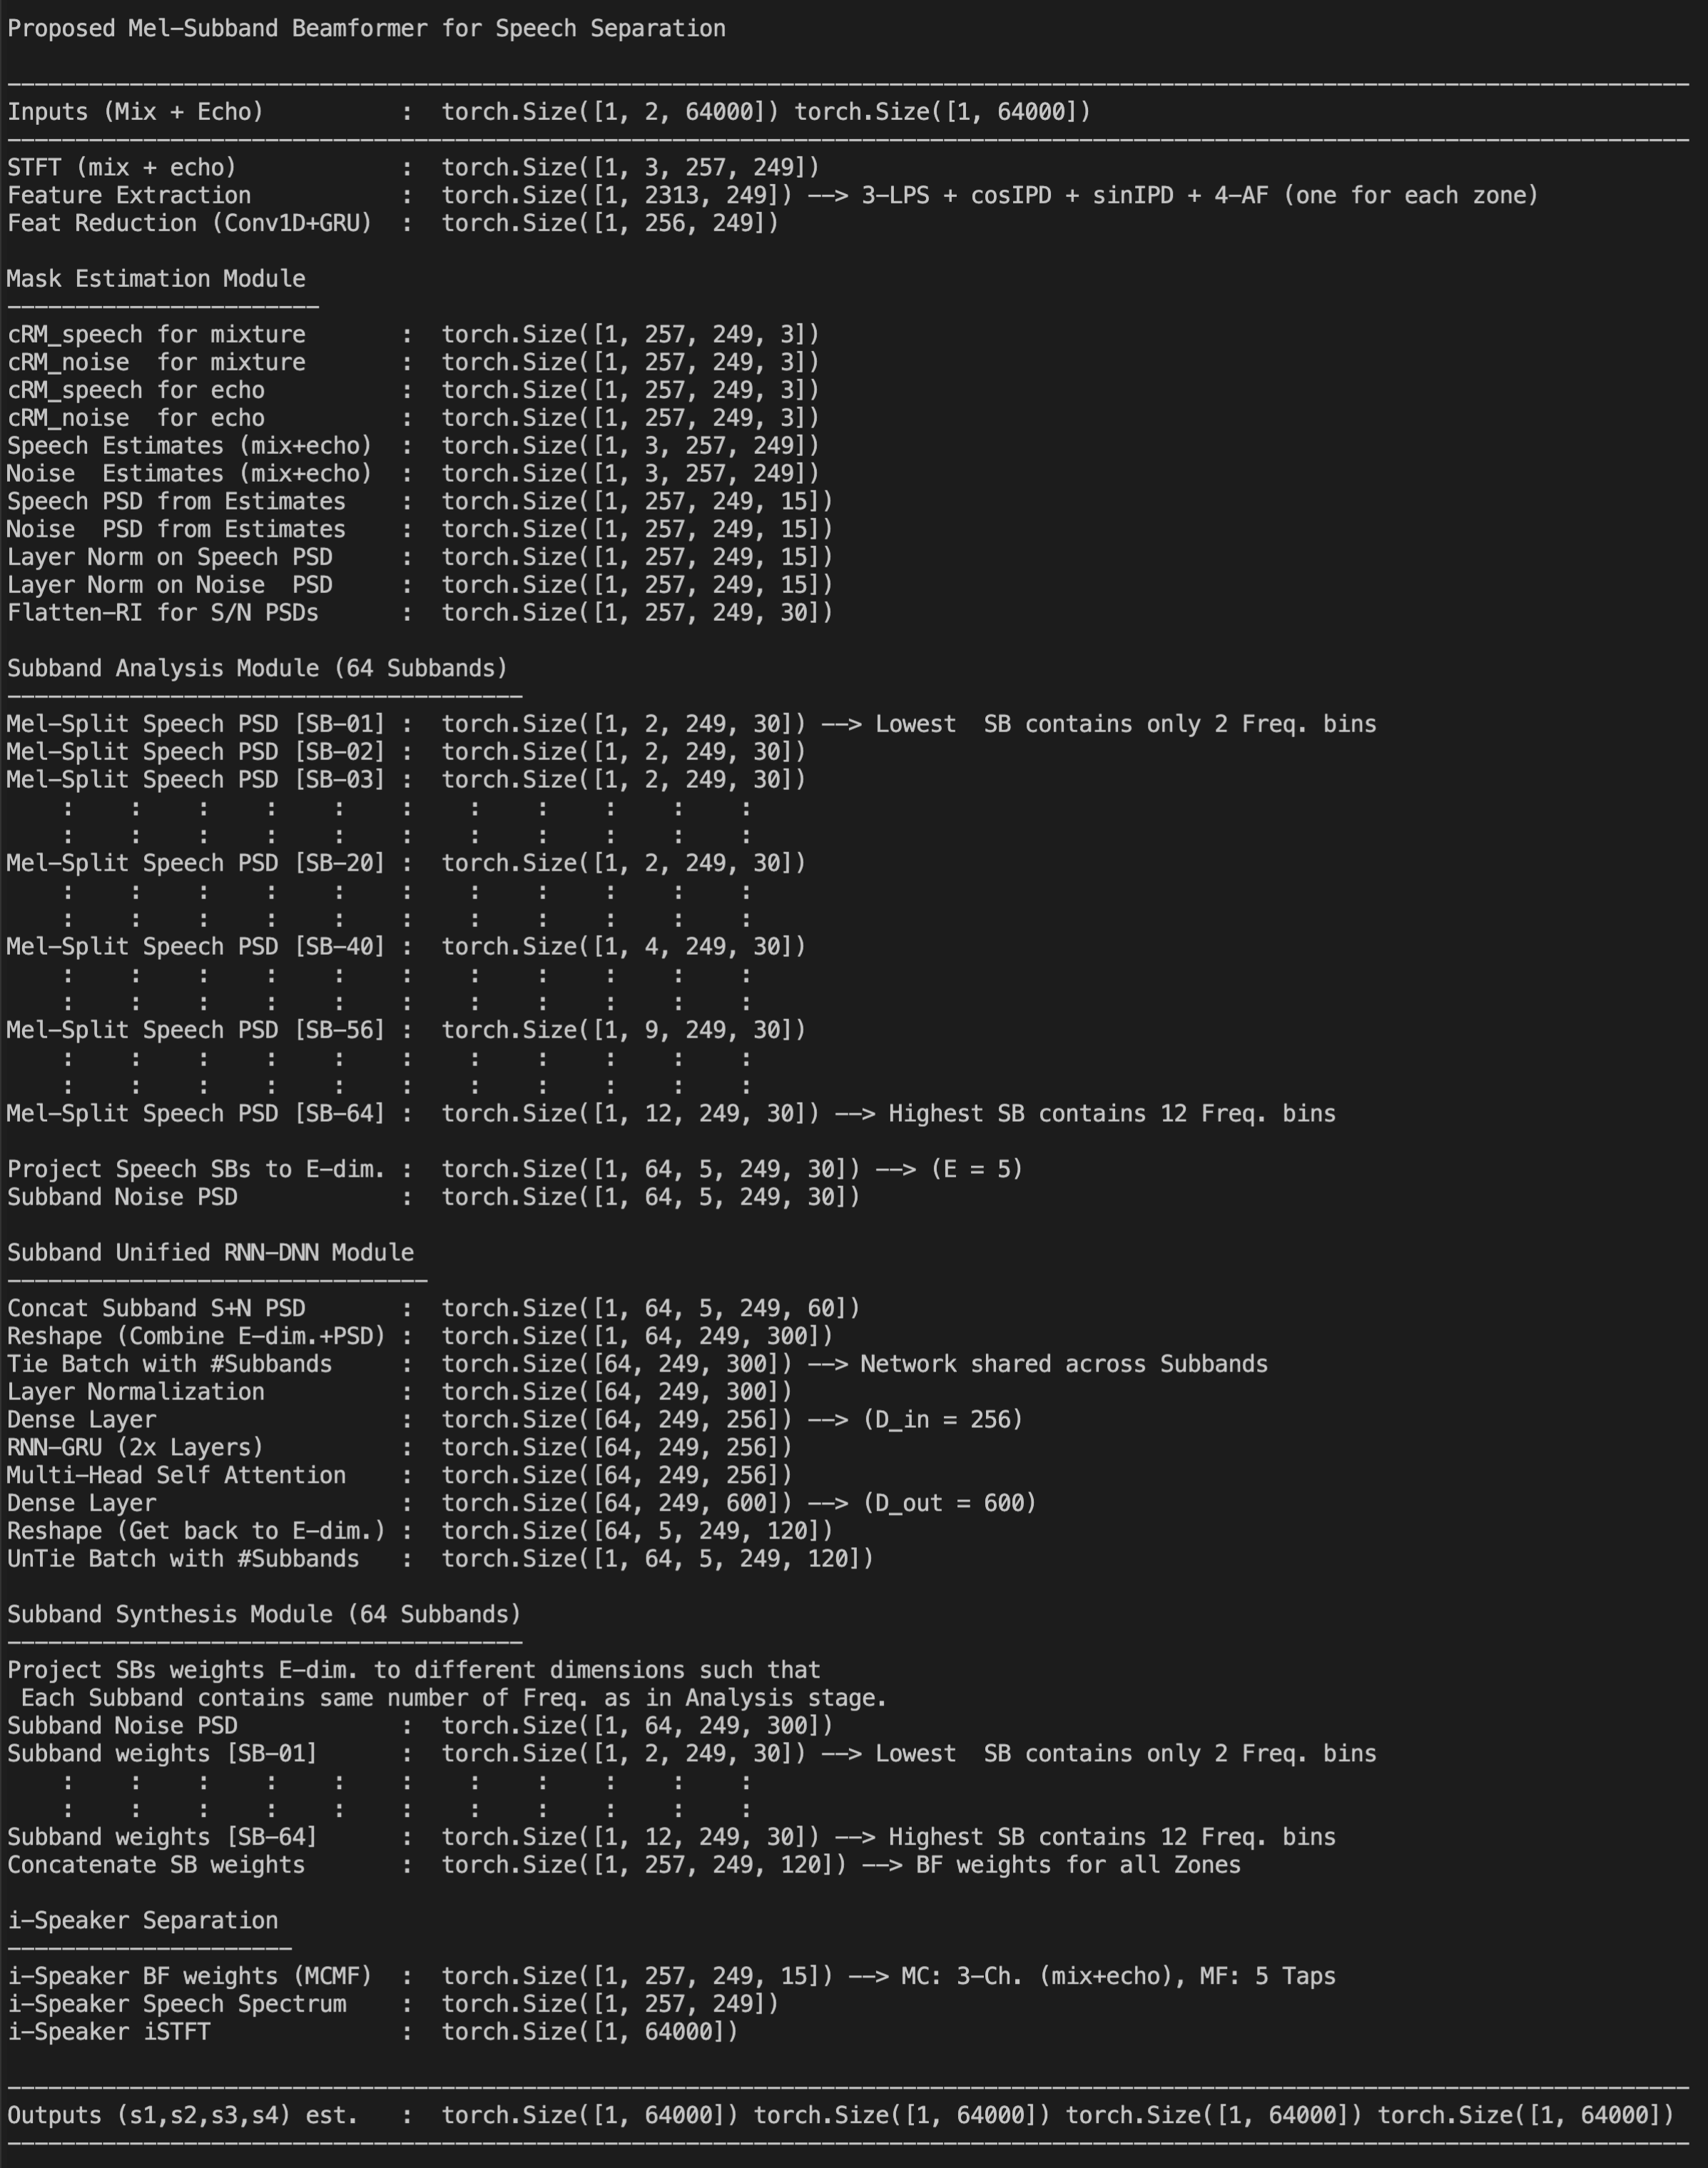 Proposed Mel-Subband Beamformer for Speech Separation
Inputs (Mix + Echo)          :  torch.Size([1, 2, 64000]) torch.Size([1, 64000])
STFT (mix + echo)            :  torch.Size([1, 3, 257, 249])
Feature Extraction           :  torch.Size([1, 2313, 249]) --> 3-LPS + cosIPD + sinIPD + 4-AF (one for each zone)
Feat Reduction (Conv1D+GRU)  :  torch.Size([1, 256, 249])
Mask Estimation Module
-----------------------
cRM_speech for mixture       :  torch.Size([1, 257, 249, 3])
cRM_noise  for mixture       :  torch.Size([1, 257, 249, 3])
cRM_speech for echo          :  torch.Size([1, 257, 249, 3])
cRM_noise  for echo          :  torch.Size([1, 257, 249, 3])
Speech Estimates (mix+echo)  :  torch.Size([1, 3, 257, 249])
Noise  Estimates (mix+echo)  :  torch.Size([1, 3, 257, 249])
Speech PSD from Estimates    :  torch.Size([1, 257, 249, 15])
Noise  PSD from Estimates    :  torch.Size([1, 257, 249, 15])
Layer Norm on Speech PSD     :  torch.Size([1, 257, 249, 15])
Layer Norm on Noise  PSD     :  torch.Size([1, 257, 249, 15])
Flatten-RI for S/N PSDs      :  torch.Size([1, 257, 249, 30])
Subband Analysis Module (64 Subbands)
--------------------------------------
Mel-Split Speech PSD [SB-01] :  torch.Size([1, 2, 249, 30]) --> Lowest  SB contains only 2 Freq. bins
Mel-Split Speech PSD [SB-02] :  torch.Size([1, 2, 249, 30])
Mel-Split Speech PSD [SB-03] :  torch.Size([1, 2, 249, 30])
    :    :    :    :    :    :    :    :    :    :    :
    :    :    :    :    :    :    :    :    :    :    :
Mel-Split Speech PSD [SB-20] :  torch.Size([1, 2, 249, 30])
    :    :    :    :    :    :    :    :    :    :    :
    :    :    :    :    :    :    :    :    :    :    :
Mel-Split Speech PSD [SB-40] :  torch.Size([1, 4, 249, 30])
    :    :    :    :    :    :    :    :    :    :    :
    :    :    :    :    :    :    :    :    :    :    :
Mel-Split Speech PSD [SB-56] :  torch.Size([1, 9, 249, 30])
    :    :    :    :    :    :    :    :    :    :    :
    :    :    :    :    :    :    :    :    :    :    :
Mel-Split Speech PSD [SB-64] :  torch.Size([1, 12, 249, 30]) --> Highest SB contains 12 Freq. bins
Project Speech SBs to E-dim. :  torch.Size([1, 64, 5, 249, 30]) --> (E = 5)
Subband Noise PSD            :  torch.Size([1, 64, 5, 249, 30])
Subband Unified RNN-DNN Module
-------------------------------
Concat Subband S+N PSD       :  torch.Size([1, 64, 5, 249, 60])
Reshape (Combine E-dim.+PSD) :  torch.Size([1, 64, 249, 300])
Tie Batch with #Subbands     :  torch.Size([64, 249, 300]) --> Network shared across Subbands
Layer Normalization          :  torch.Size([64, 249, 300])
Dense Layer                  :  torch.Size([64, 249, 256]) --> (D_in = 256)
RNN-GRU (2x Layers)          :  torch.Size([64, 249, 256])
Multi-Head Self Attention    :  torch.Size([64, 249, 256])
Dense Layer                  :  torch.Size([64, 249, 600]) --> (D_out = 600)
Reshape (Get back to E-dim.) :  torch.Size([64, 5, 249, 120])
UnTie Batch with #Subbands   :  torch.Size([1, 64, 5, 249, 120])
Subband Synthesis Module (64 Subbands)
--------------------------------------
Project SBs weights E-dim. to different dimensions such that
 Each Subband contains same number of Freq. as in Analysis stage.
Subband Noise PSD            :  torch.Size([1, 64, 249, 300])
Subband weights [SB-01]      :  torch.Size([1, 2, 249, 30]) --> Lowest  SB contains only 2 Freq. bins
    :    :    :    :    :    :    :    :    :    :    :
    :    :    :    :    :    :    :    :    :    :    :
Subband weights [SB-64]      :  torch.Size([1, 12, 249, 30]) --> Highest SB contains 12 Freq. bins
Concatenate SB weights       :  torch.Size([1, 257, 249, 120]) --> BF weights for all Zones
i-Speaker Separation
---------------------
i-Speaker BF weights (MCMF)  :  torch.Size([1, 257, 249, 15]) --> MC: 3-Ch. (mix+echo), MF: 5 Taps
i-Speaker Speech Spectrum    :  torch.Size([1, 257, 249])
i-Speaker iSTFT              :  torch.Size([1, 64000])
Outputs (s1,s2,s3,s4) est.   :  torch.Size([1, 64000]) torch.Size([1, 64000]) torch.Size([1, 64000]) torch.Size([1, 64000])